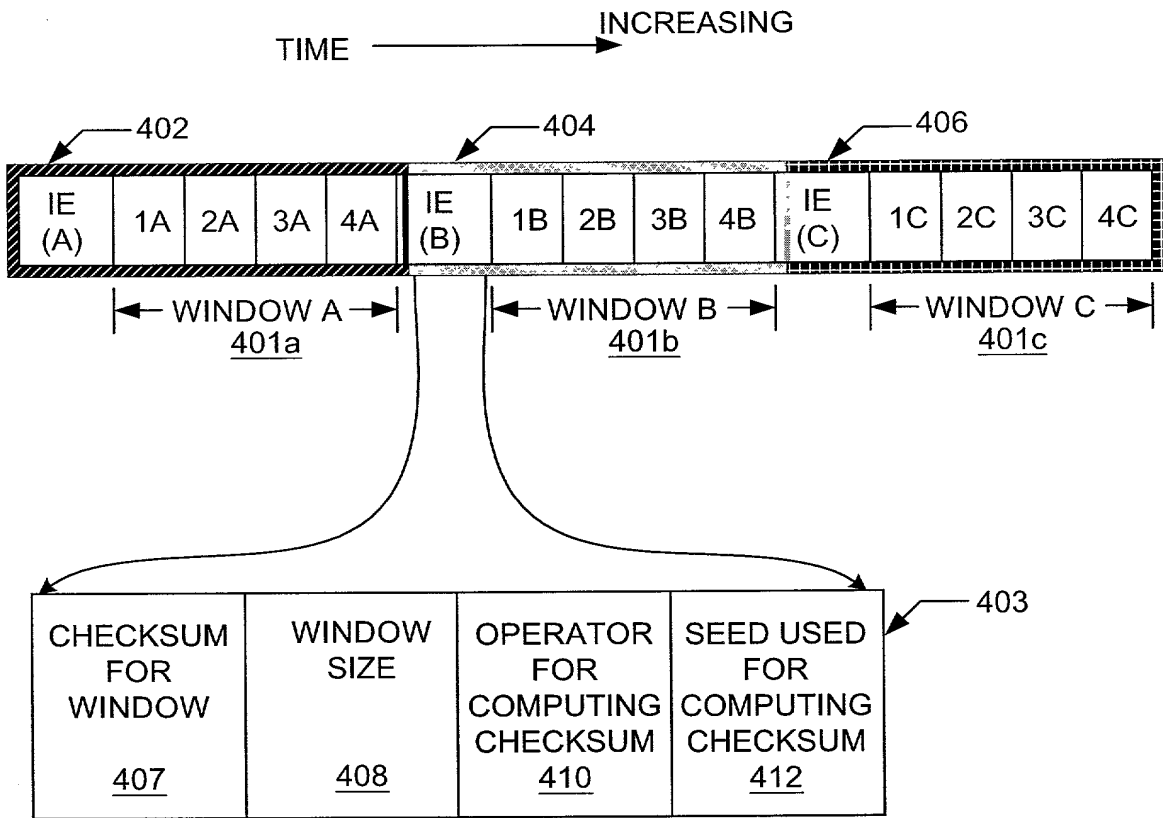 TIME
INCREASING
402
404
406
IE
(A)
1A
2A
3A
4A
IE
(B)
1B
2B
3B
4B
IE
(C)
1C
2C
3C
4C
WINDOW A
401a
WINDOW B
401b
WINDOW C
401c
403
CHECKSUM
FOR
WINDOW
407
WINDOW
SIZE
408
OPERATOR
FOR
COMPUTING
CHECKSUM
410
SEED USED
FOR
COMPUTING
CHECKSUM
412